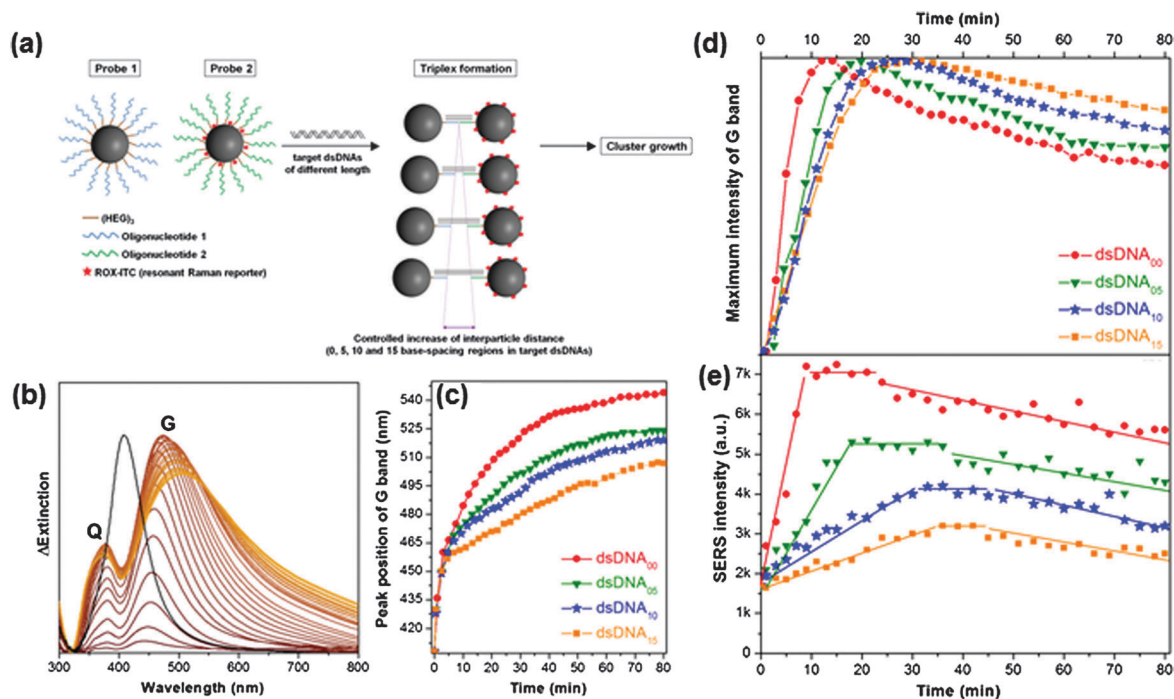 (a)
Probe 1
Probe 2
Triplex formation
target dsDNAs
of different length
Cluster growth
(HEG)₃
Oligonucleotide 1
Oligonucleotide 2
ROX-ITC (resonant Raman reporter)
Controlled increase of interparticle distance
(0, 5, 10 and 15 base-spacing regions in target dsDNAs)
(b)
G
Q
ΔExtinction
300 400 500 600 700 800
Wavelength (nm)
(c)
Peak position of G band (nm)
540
525
510
495
480
465
450
435
420
dsDNA₀₀
dsDNA₀₅
dsDNA₁₀
dsDNA₁₅
0 10 20 30 40 50 60 70 80
Time (min)
(d)
Time (min)
0 10 20 30 40 50 60 70 80
Maximum intensity of G band
dsDNA₀₀
dsDNA₀₅
dsDNA₁₀
dsDNA₁₅
(e)
SERS intensity (a.u.)
7k
6k
5k
4k
3k
2k
1k
0
dsDNA₀₀
dsDNA₀₅
dsDNA₁₀
dsDNA₁₅
0 10 20 30 40 50 60 70 80
Time (min)